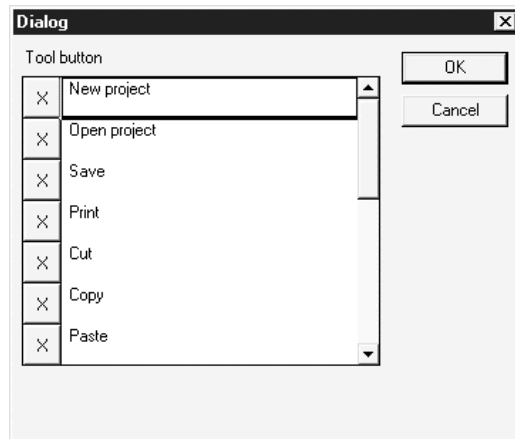 Dialog
Tool button
OK
Cancel
X New project
X Open project
X Save
X Print
X Cut
X Copy
X Paste